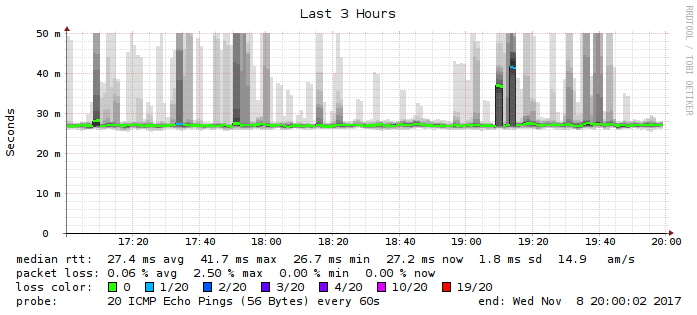 Last 3 Hours
RRDTOOL / TOBI OETIKER
Seconds
50 m
40 m
30 m
20 m
10 m
0
17:20 17:40 18:00 18:20 18:40 19:00 19:20 19:40 20:00
median rtt: 27.4 ms avg 41.7 ms max 26.7 ms min 27.2 ms now 1.8 ms sd 14.9 am/s
packet loss: 0.06 % avg 2.50 % max 0.00 % min 0.00 % now
loss color: 0 1/20 2/20 3/20 4/20 10/20 19/20
probe: 20 ICMP Echo Pings (56 Bytes) every 60s end: Wed Nov 8 20:00:02 2017